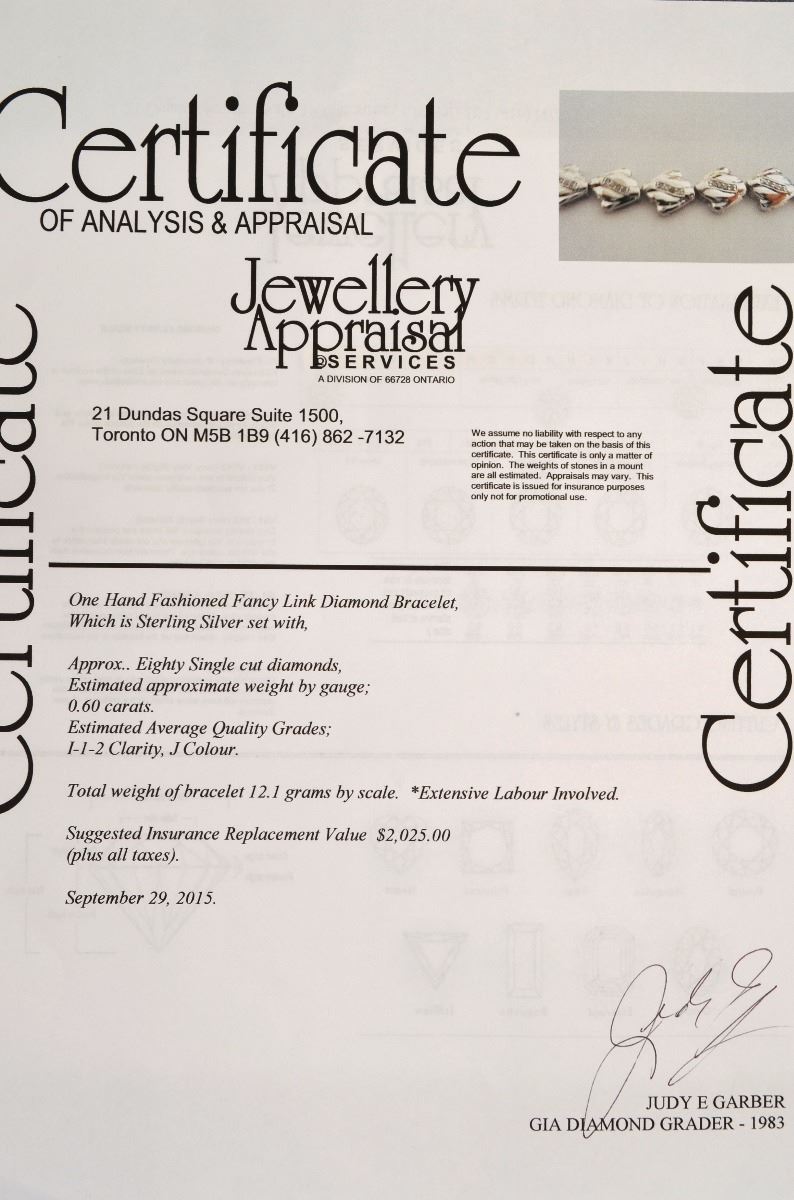 Certificate
OF ANALYSIS & APPRAISAL
Jewellery
Appraisal
SERVICES
A DIVISION OF 66728 ONTARIO
21 Dundas Square Suite 1500,
Toronto ON M5B 1B9 (416) 862 -7132
We assume no liability with respect to any
action that may be taken on the basis of this
certificate. This certificate is only a matter of
opinion. The weights of stones in a mount
are all estimated. Appraisals may vary. This
certificate is issued for insurance purposes
only not for promotional use.
Certificate
Certificate
One Hand Fashioned Fancy Link Diamond Bracelet,
Which is Sterling Silver set with,
Approx.. Eighty Single cut diamonds,
Estimated approximate weight by gauge;
0.60 carats.
Estimated Average Quality Grades;
I-1-2 Clarity, J Colour.
Total weight of bracelet 12.1 grams by scale. *Extensive Labour Involved.
Suggested Insurance Replacement Value $2,025.00
(plus all taxes).
September 29, 2015.
JUDY E GARBER
GIA DIAMOND GRADER - 1983